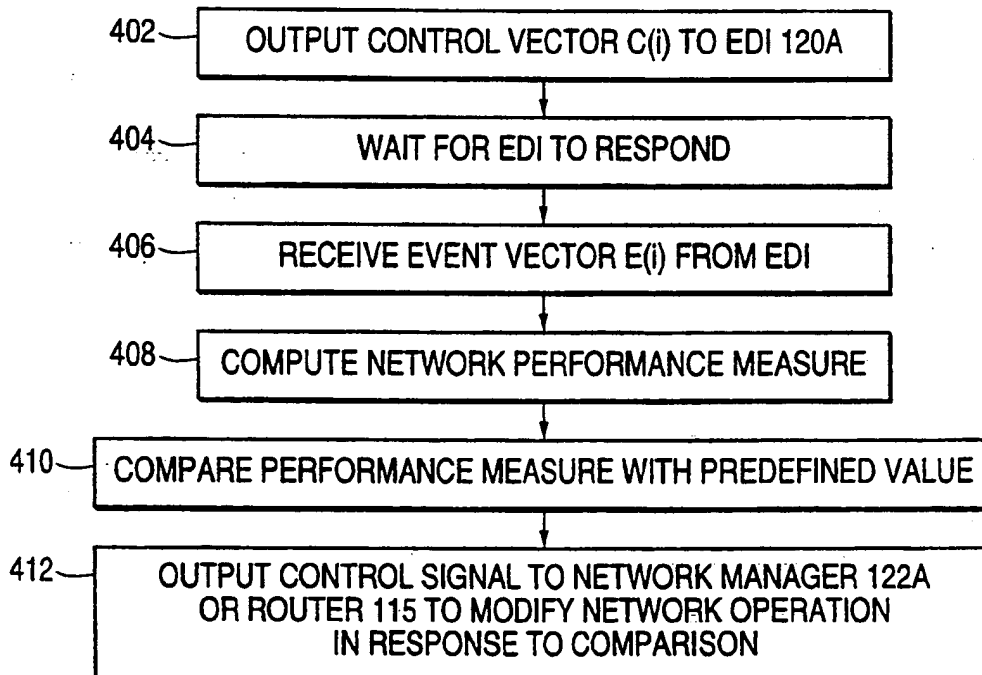 402
OUTPUT CONTROL VECTOR C(i) TO EDI 120A
404
WAIT FOR EDI TO RESPOND
406
RECEIVE EVENT VECTOR E(i) FROM EDI
408
COMPUTE NETWORK PERFORMANCE MEASURE
410
COMPARE PERFORMANCE MEASURE WITH PREDEFINED VALUE
412
OUTPUT CONTROL SIGNAL TO NETWORK MANAGER 122A
OR ROUTER 115 TO MODIFY NETWORK OPERATION
IN RESPONSE TO COMPARISON